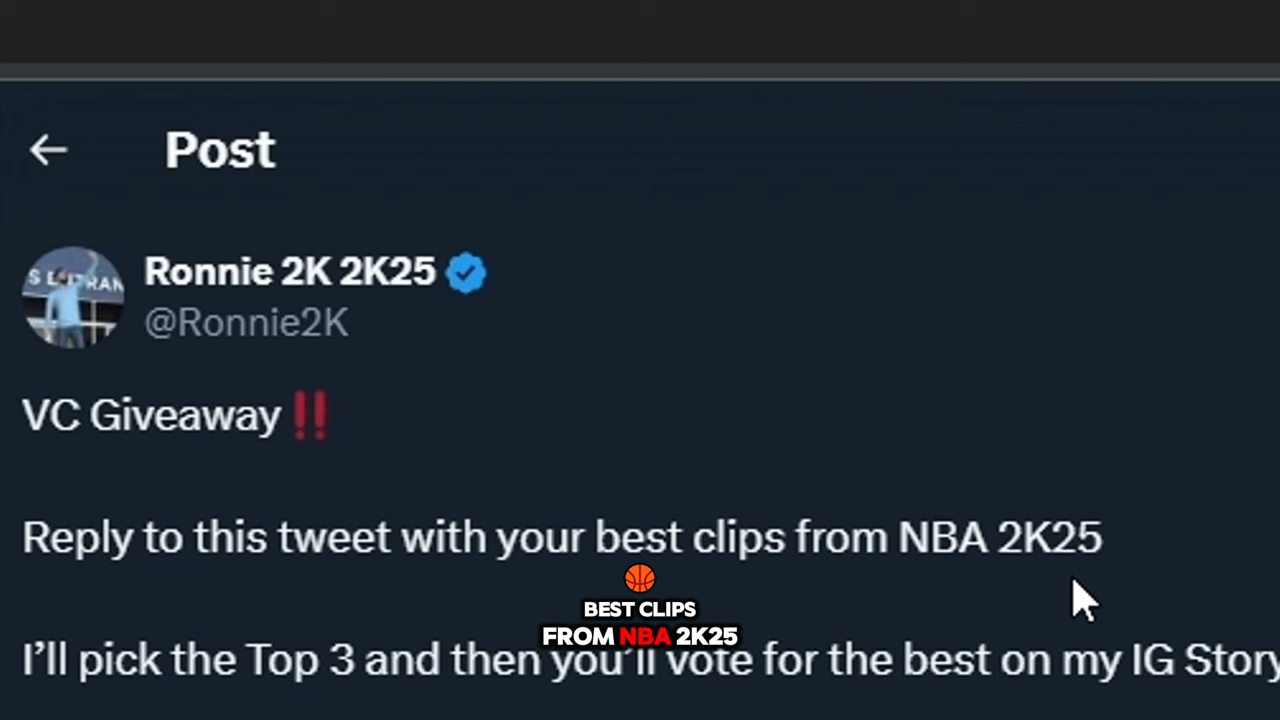 Post
Ronnie 2K 2K25
@Ronnie2K
VC Giveaway‼
Reply to this tweet with your best clips from NBA 2K25
BEST CLIPS
FROM NBA 2K25
I’ll pick the Top 3 and then you’ll vote for the best on my IG Story